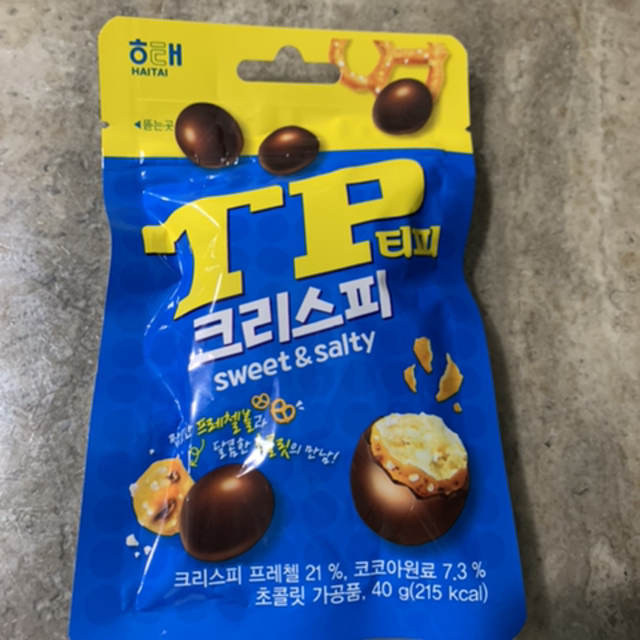 해태
HAITAI
◀뜯는곳
TP
티피
크리스피
sweet & salty
프레첼볼과
달콤한 의 만남!
크리스피 프레첼 21 %, 코코아원료 7.3 %
초콜릿 가공품, 40 g(215 kcal)